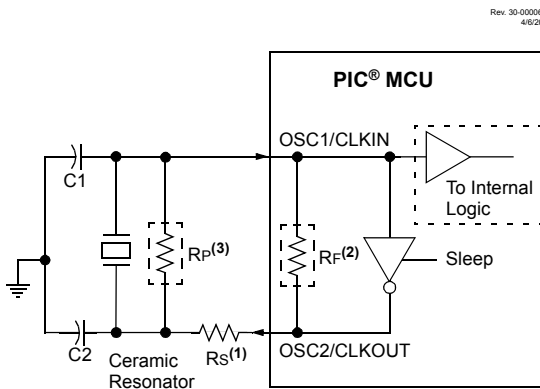 Rev. 30-00006
4/6/20
PIC® MCU
OSC1/CLKIN
C1
To Internal
Logic
RP(3)
RF(2)
Sleep
C2
Ceramic
Resonator
RS(1)
OSC2/CLKOUT